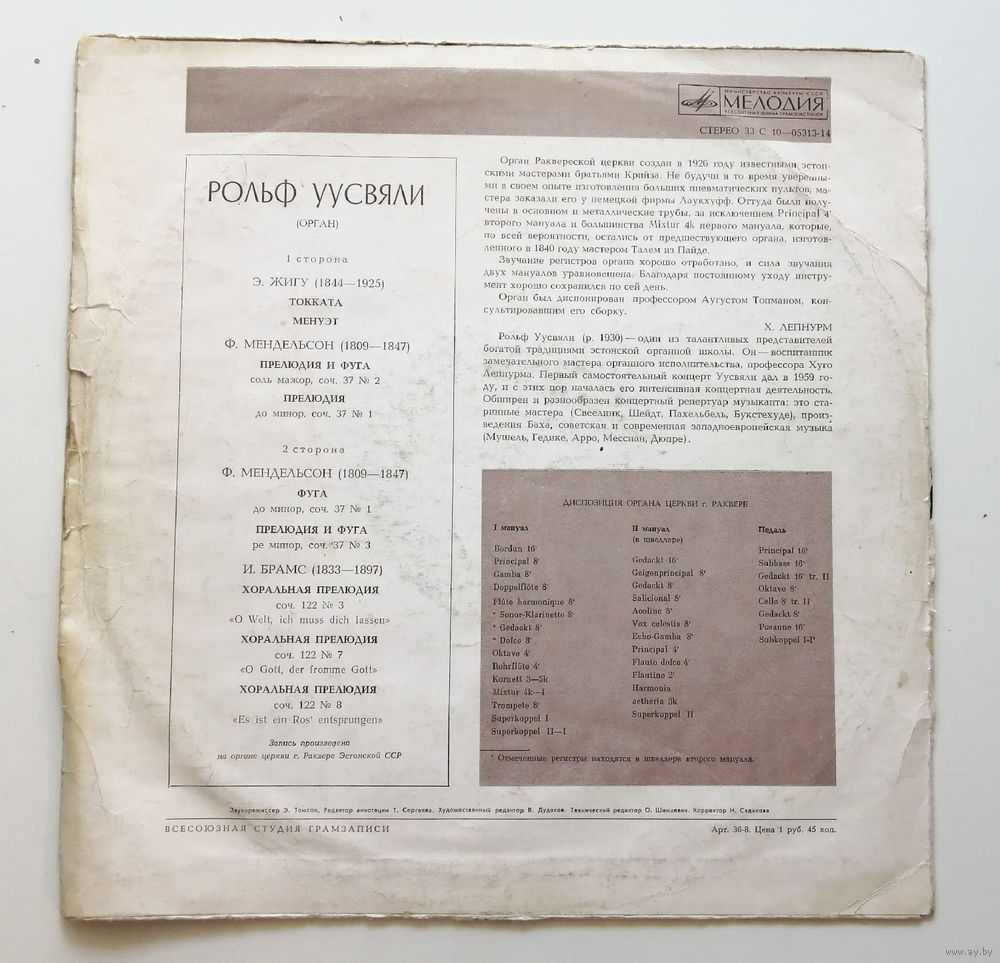 МИНИСТЕРСТВО КУЛЬТУРЫ СССР
МЕЛОДИЯ
ВСЕСОЮЗНАЯ ФИРМА ГРАМПЛАСТИНОК
СТЕРЕО 33 С 10—05313-14
РОЛЬФ УУСВЯЛИ
(ОРГАН)
1 сторона
Э. ЖИГУ (1844—1925)
ТОККАТА
МЕНУЭТ
Ф. МЕНДЕЛЬСОН (1809—1847)
ПРЕЛЮДИЯ И ФУГА
соль мажор, соч. 37 № 2
ПРЕЛЮДИЯ
до минор, соч. 37 № 1
2 сторона
Ф. МЕНДЕЛЬСОН (1809—1847)
ФУГА
до минор, соч. 37 № 1
ПРЕЛЮДИЯ И ФУГА
ре минор, соч. 37 № 3
И. БРАМС (1833—1897)
ХОРАЛЬНАЯ ПРЕЛЮДИЯ
соч. 122 № 3
«O Welt, ich muss dich lassen»
ХОРАЛЬНАЯ ПРЕЛЮДИЯ
соч. 122 № 7
«O Gott, der fromme Gott»
ХОРАЛЬНАЯ ПРЕЛЮДИЯ
соч. 122 № 8
«Es ist ein Ros' entsprungen»
Запись произведена
на органе церкви г. Раквере Эстонской ССР
Орган Раквереской церкви создан в 1926 году известными эстон-
скими мастерами братьями Крийза. Не будучи в то время уверенны-
ми в своем опыте изготовления больших пневматических пультов, ма-
стера заказали его у немецкой фирмы Лаукхуфф. Оттуда были полу-
чены в основном и металлические трубы, за исключением Principal 4'
второго мануала и большинства Mixtur 4k первого мануала, которые,
по всей вероятности, остались от предшествующего органа, изготов-
ленного в 1840 году мастером Талем из Пайде.
Звучание регистров органа хорошо отработано, и сила звучания
двух мануалов уравновешена. Благодаря постоянному уходу инстру-
мент хорошо сохранился по сей день.
Орган был диспонирован профессором Аугустом Топманом, кон-
сультировавшим его сборку.
Х. ЛЕПНУРМ
Рольф Уусвяли (р. 1930) — один из талантливых представителей
богатой традициями эстонской органной школы. Он — воспитанник
замечательного мастера органного исполнительства, профессора Хуго
Лепнурма. Первый самостоятельный концерт Уусвяли дал в 1959 го-
ду, и с этих пор началась его интенсивная концертная деятельность.
Обширен и разнообразен концертный репертуар музыканта: это ста-
ринные мастера (Свеелинк, Шейдт, Пахельбель, Букстехуде), произ-
ведения Баха, советская и современная западноевропейская музыка
(Мушель, Гедике, Арро, Мессиан, Дюпре).
ДИСПОЗИЦИЯ ОРГАНА ЦЕРКВИ г. РАКВЕРЕ
I мануал
Bordun 16'
Principal 8'
Gamba 8'
Doppelflöte 8'
Flüte harmonique 8'
* Sonor-Klarinette 8'
* Gedackt 8'
* Dolce 8'
Oktave 4'
Rohrflöte 4'
Kornett 3—5k
Mixtur 4k—I
Trompete 8'
Superkoppel I
Superkoppel II—I
II мануал
(в швеллере)
Gedackt 16'
Geigenprincipal 8'
Gedackt 8'
Salicional 8'
Aeoline 8'
Vox celestis 8'
Echo-Gamba 8'
Principal 4'
Flauto dolce 4'
Flautino 2'
Harmonia
aetheria 3k
Superkoppel II
Педаль
Principal 16'
Subbass 16'
Gedackt 16' tr. II
Oktave 8'
Cello 8' tr. II
Gedackt 8'
Posaune 16'
Subkoppel I-P
* Отмеченные регистры находятся в швеллере второго мануала.
Звукорежиссер Э. Томсон, Редактор аннотации Т. Сергеева, Художественный редактор В. Дудаков, Технический редактор О. Шинкевич, Корректор Н. Садикова
ВСЕСОЮЗНАЯ СТУДИЯ ГРАМЗАПИСИ
Арт. 36-8. Цена 1 руб. 45 коп.
www.ay.by